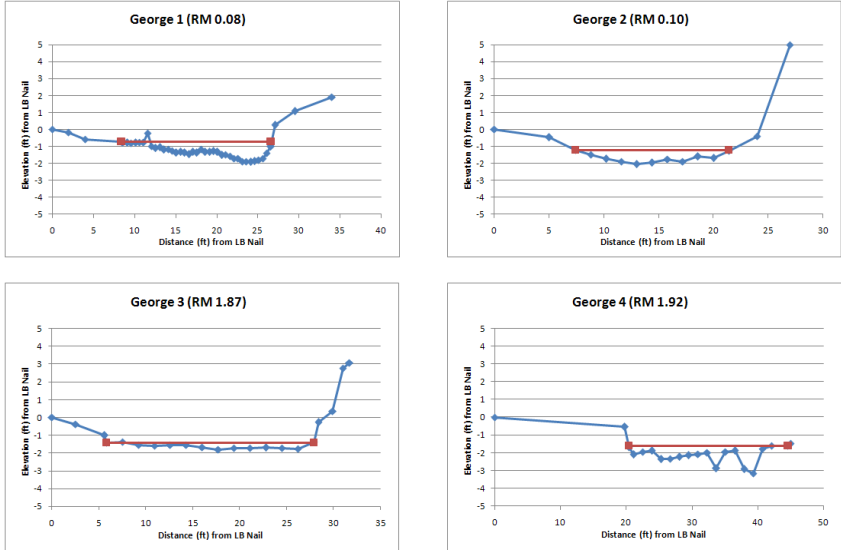 George 1 (RM 0.08)
Elevation (ft) from LB Nail
5
4
3
2
1
0
-1
-2
-3
-4
-5
0 5 10 15 20 25 30 35 40
Distance (ft) from LB Nail
George 2 (RM 0.10)
Elevation (ft) from LB Nail
5
4
3
2
1
0
-1
-2
-3
-4
-5
0 5 10 15 20 25 30
Distance (ft) from LB Nail
George 3 (RM 1.87)
Elevation (ft) from LB Nail
5
4
3
2
1
0
-1
-2
-3
-4
-5
0 5 10 15 20 25 30 35
Distance (ft) from LB Nail
George 4 (RM 1.92)
Elevation (ft) from LB Nail
5
4
3
2
1
0
-1
-2
-3
-4
-5
0 10 20 30 40 50
Distance (ft) from LB Nail